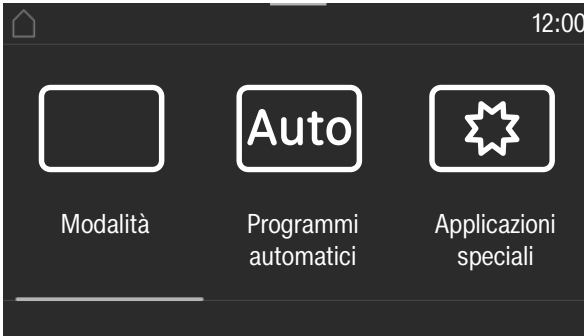 12:00
Auto
Modalità
Programmi
automatici
Applicazioni
speciali